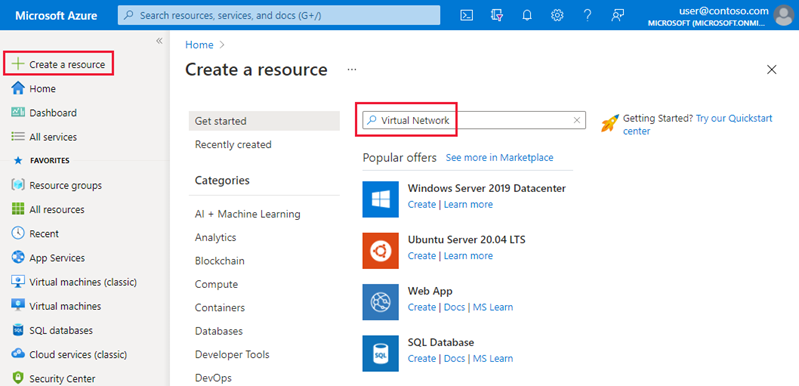 Microsoft Azure
Search resources, services, and docs (G+/)
user@contoso.com
MICROSOFT (MICROSOFT.ONMI...
«
Create a resource
Home
Dashboard
All services
FAVORITES
Resource groups
All resources
Recent
App Services
Virtual machines (classic)
Virtual machines
SQL databases
Cloud services (classic)
Security Center
Home >
Create a resource ...
Get started
Recently created
Categories
AI + Machine Learning
Analytics
Blockchain
Compute
Containers
Databases
Developer Tools
DevOps
Virtual Network
Getting Started? Try our Quickstart
center
Popular offers See more in Marketplace
Windows Server 2019 Datacenter
Create | Learn more
Ubuntu Server 20.04 LTS
Create | Learn more
Web App
Create | Docs | MS Learn
SQL Database
Create | Docs | MS Learn